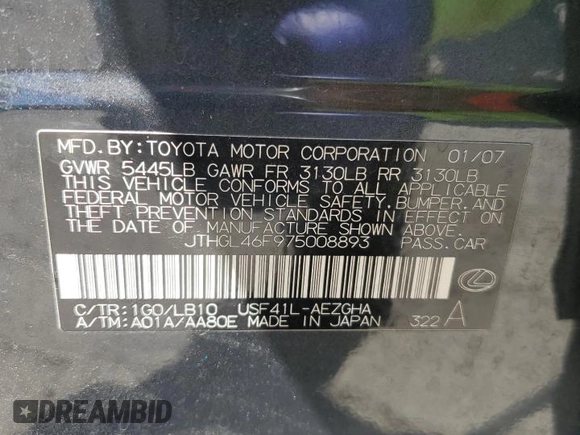 MFD.BY:TOYOTA MOTOR CORPORATION 01/07
GVWR 5445LB GAWR FR 3130LB RR 3130LB
THIS VEHICLE CONFORMS TO ALL APPLICABLE
FEDERAL MOTOR VEHICLE SAFETY,BUMPER,AND
THEFT PREVENTION STANDARDS IN EFFECT ON
THE DATE OF MANUFACTURE SHOWN ABOVE.
JTHGL46F975008893 PASS.CAR
C/TR:1G0/LB10 USF41L-AEZGHA
A/TM:A01A/AA80E MADE IN JAPAN 322 A
DREAMBID